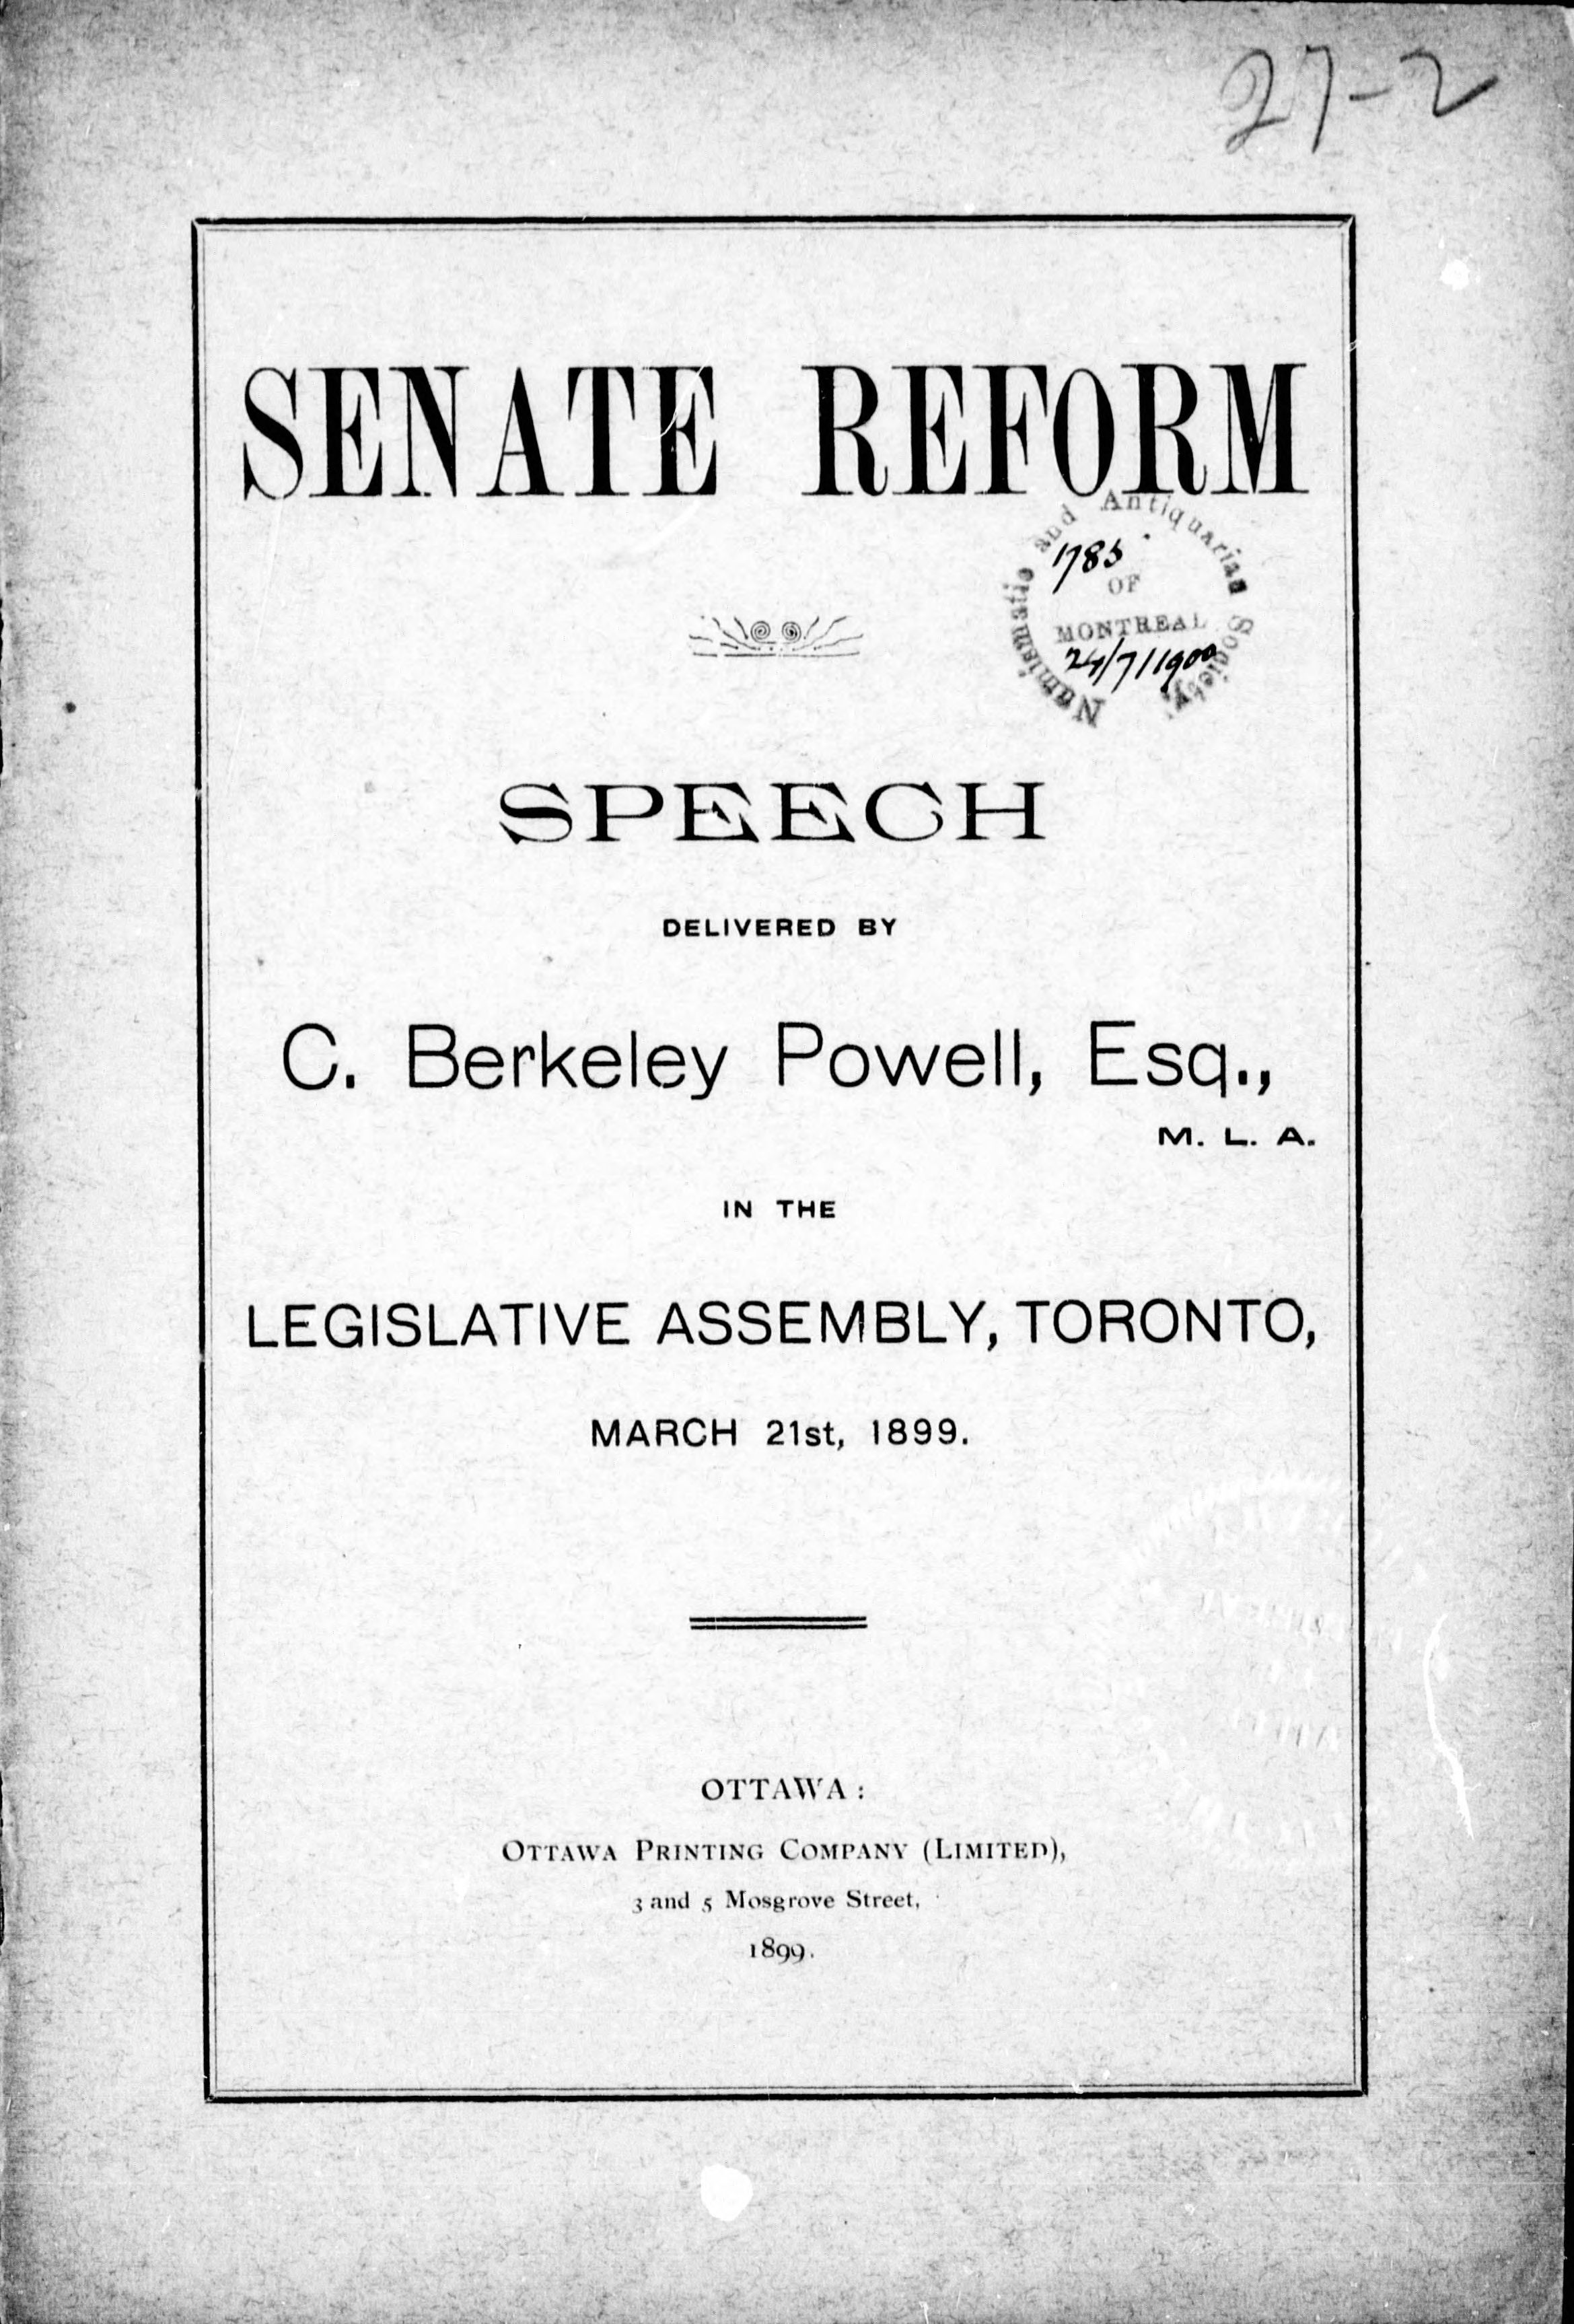 27-2
SENATE REFORM
Numismatic and Antiquarian Society
1785
OF
MONTREAL
24/7/1900
SPEECH
DELIVERED BY
C. Berkeley Powell, Esq.,
M. L. A.
IN THE
LEGISLATIVE ASSEMBLY, TORONTO,
MARCH 21st, 1899.
OTTAWA:
OTTAWA PRINTING COMPANY (LIMITED),
3 and 5 Mosgrove Street,
1899.